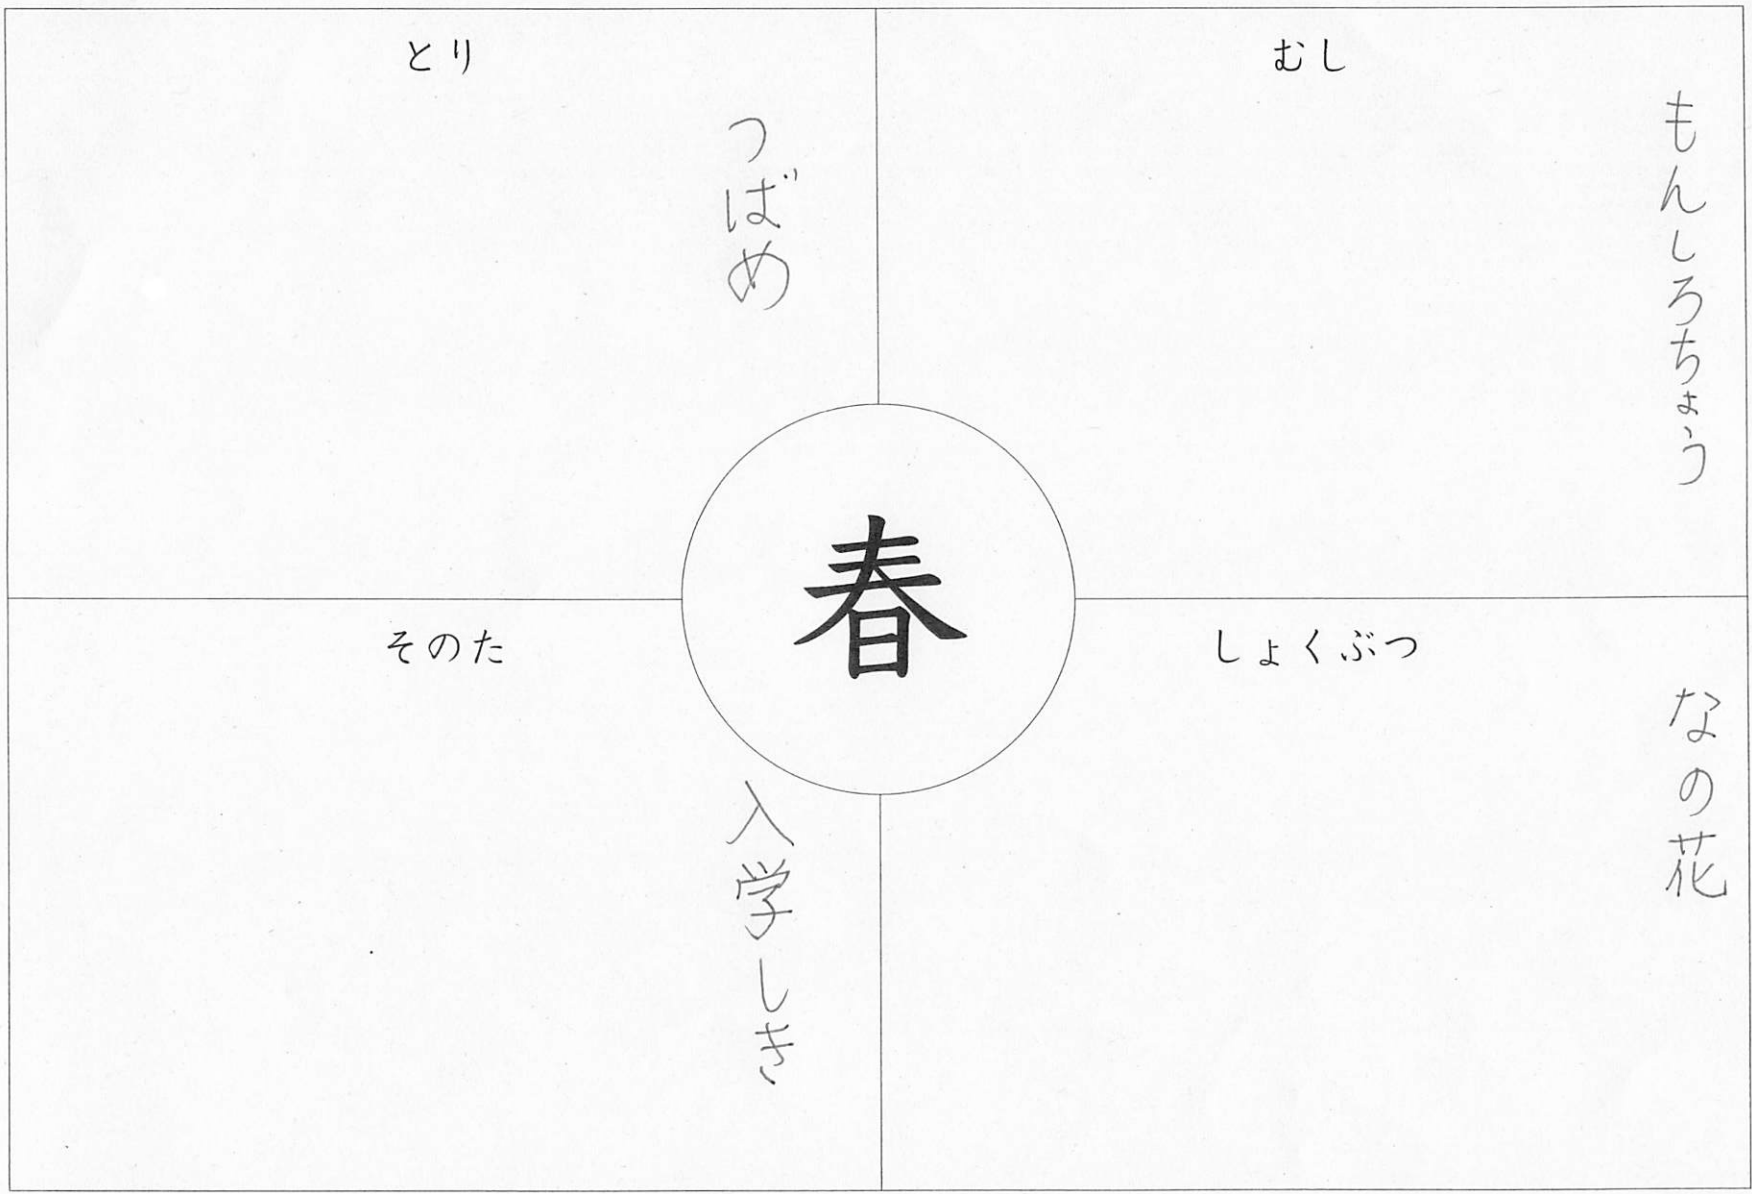 とり
つばめ
むし
もんしろちょう
春
そのた
入学しき
しょくぶつ
なの花